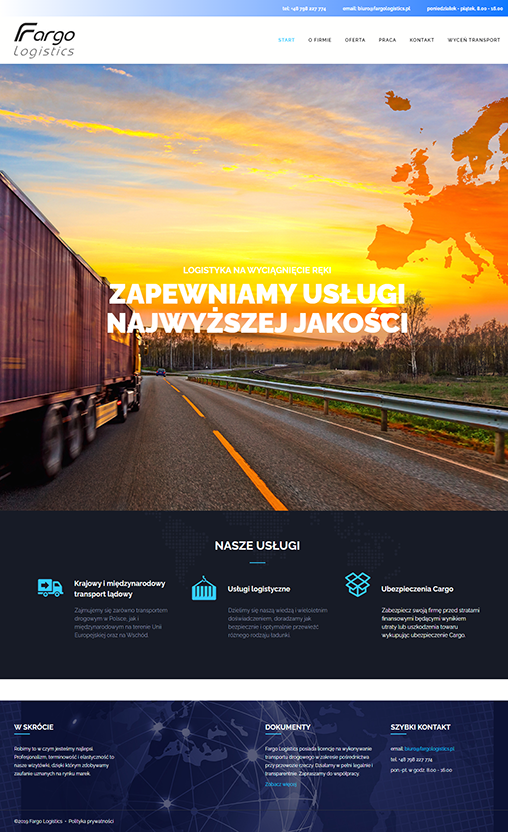 tel. +48 798 227 774 email. biuro@fargologistics.pl poniedziałek - piątek, 8.00 - 16.00
Fargo
Logistics
START O FIRMIE OFERTA PRACA KONTAKT WYCEŃ TRANSPORT
LOGISTYKA NA WYCIĄGNIĘCIE RĘKI
ZAPEWNIAMY USŁUGI
NAJWYŻSZEJ JAKOŚCI
NASZE USŁUGI
Krajowy i międzynarodowy
transport lądowy
Zajmujemy się zarówno transportem
drogowym w Polsce, jak i
międzynarodowym na terenie Unii
Europejskiej oraz na Wschód.
Usługi logistyczne
Dzielimy się naszą wiedzą i wieloletnim
doświadczeniem, doradzamy jak
bezpiecznie i optymalnie przewieźć
różnego rodzaju ładunki.
Ubezpieczenia Cargo
Zabezpiecz swoją firmę przed stratami
finansowymi będącymi wynikiem
utraty lub uszkodzenia towaru
wykupując ubezpieczenie Cargo.
W SKRÓCIE
Robimy to w czym jesteśmy najlepsi.
Profesjonalizm, terminowość i elastyczność to
nasze wizytówki, dzięki którym zdobywamy
zaufanie uznanych na rynku marek.
DOKUMENTY
Fargo Logistics posiada licencję na wykonywanie
transportu drogowego w zakresie pośrednictwa
przy przewozie rzeczy. Działamy w pełni legalnie i
transparentnie. Zapraszamy do współpracy.
Zobacz więcej
SZYBKI KONTAKT
email: biuro@fargologistics.pl
tel: +48 798 227 774
pon.-pt. w godz. 8.00 - 16.00
©2019 Fargo Logistics • Polityka prywatności